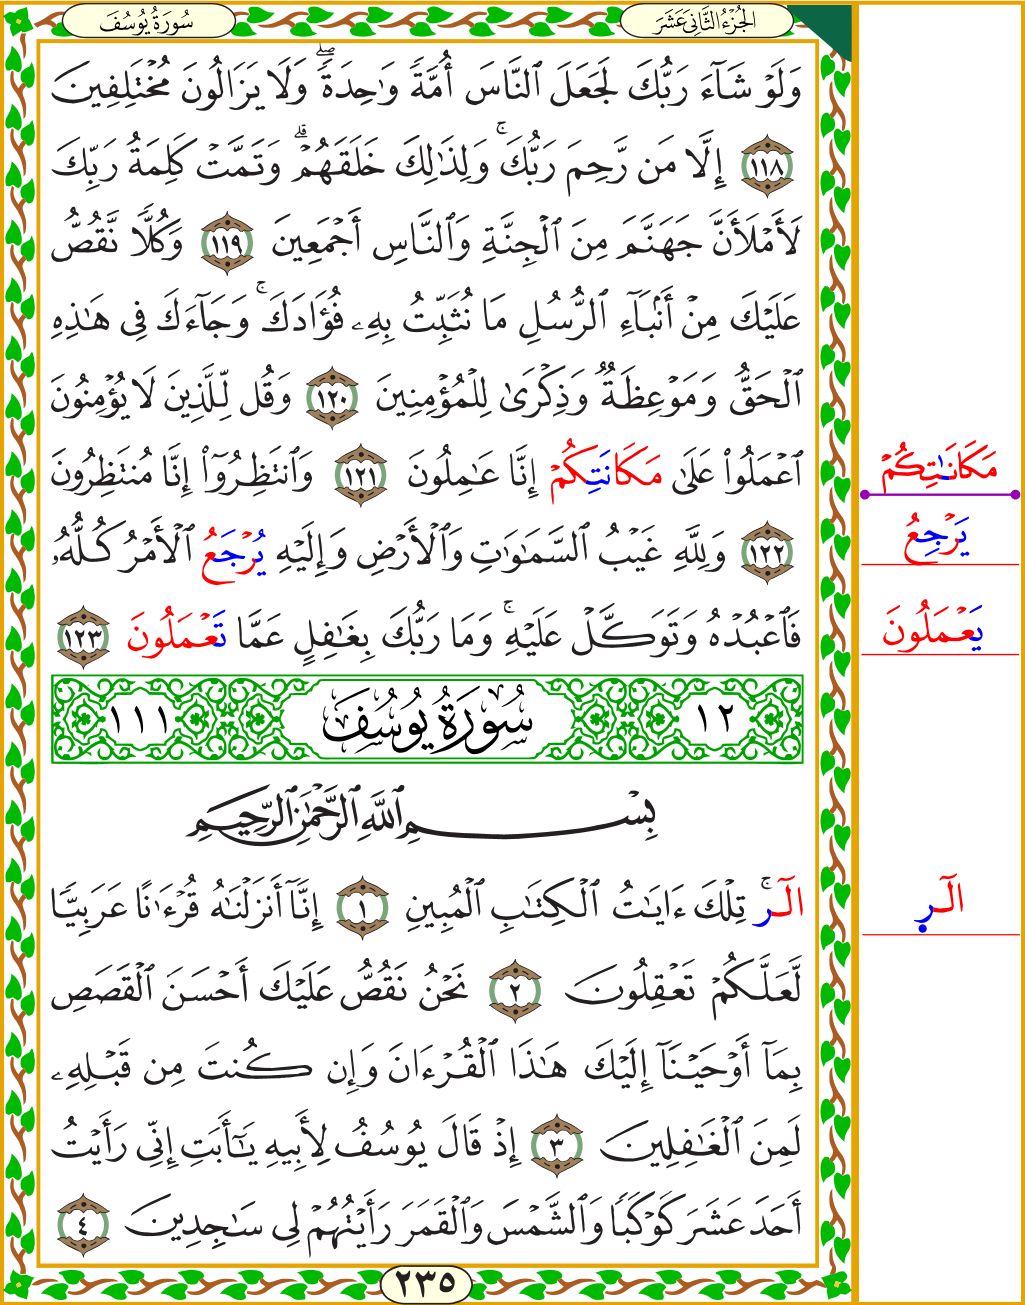 سُورَةُ يُوسُفَ
الجُزْءُ الثَّانِيَ عَشَرَ
وَلَوْ شَآءَ رَبُّكَ لَجَعَلَ ٱلنَّاسَ أُمَّةً وَٰحِدَةً ۖ وَلَا يَزَالُونَ مُخْتَلِفِينَ
١١٨ إِلَّا مَن رَّحِمَ رَبُّكَ ۚ وَلِذَٰلِكَ خَلَقَهُمْ ۗ وَتَمَّتْ كَلِمَةُ رَبِّكَ
لَأَمْلَأَنَّ جَهَنَّمَ مِنَ ٱلْجِنَّةِ وَٱلنَّاسِ أَجْمَعِينَ ١١٩ وَكُلًّا نَّقُصُّ
عَلَيْكَ مِنْ أَنۢبَآءِ ٱلرُّسُلِ مَا نُثَبِّتُ بِهِۦ فُؤَادَكَ ۚ وَجَآءَكَ فِى هَٰذِهِ
ٱلْحَقُّ وَمَوْعِظَةٌ وَذِكْرَىٰ لِلْمُؤْمِنِينَ ١٢٠ وَقُل لِّلَّذِينَ لَا يُؤْمِنُونَ
ٱعْمَلُوا۟ عَلَىٰ مَكَانَتِكُمْ إِنَّا عَٰمِلُونَ ١٢١ وَٱنتَظِرُوٓا۟ إِنَّا مُنتَظِرُونَ
مَكَانَٰتِكُمْ
١٢٢ وَلِلَّهِ غَيْبُ ٱلسَّمَٰوَٰتِ وَٱلْأَرْضِ وَإِلَيْهِ يُرْجَعُ ٱلْأَمْرُ كُلُّهُۥ
يَرْجِعُ
فَٱعْبُدْهُ وَتَوَكَّلْ عَلَيْهِ ۚ وَمَا رَبُّكَ بِغَٰفِلٍ عَمَّا تَعْمَلُونَ ١٢٣
يَعْمَلُونَ
١٢ سُورَةُ يُوسُفَ ١١١
بِسْمِ ٱللَّهِ ٱلرَّحْمَٰنِ ٱلرَّحِيمِ
الٓر ۚ تِلْكَ ءَايَٰتُ ٱلْكِتَٰبِ ٱلْمُبِينِ ١ إِنَّآ أَنزَلْنَٰهُ قُرْءَٰنًا عَرَبِيًّا
الٓر
لَّعَلَّكُمْ تَعْقِلُونَ ٢ نَحْنُ نَقُصُّ عَلَيْكَ أَحْسَنَ ٱلْقَصَصِ
بِمَآ أَوْحَيْنَآ إِلَيْكَ هَٰذَا ٱلْقُرْءَانَ وَإِن كُنتَ مِن قَبْلِهِۦ
لَمِنَ ٱلْغَٰفِلِينَ ٣ إِذْ قَالَ يُوسُفُ لِأَبِيهِ يَٰٓأَبَتِ إِنِّى رَأَيْتُ
أَحَدَ عَشَرَ كَوْكَبًا وَٱلشَّمْسَ وَٱلْقَمَرَ رَأَيْتُهُمْ لِى سَٰجِدِينَ ٤
٢٣٥